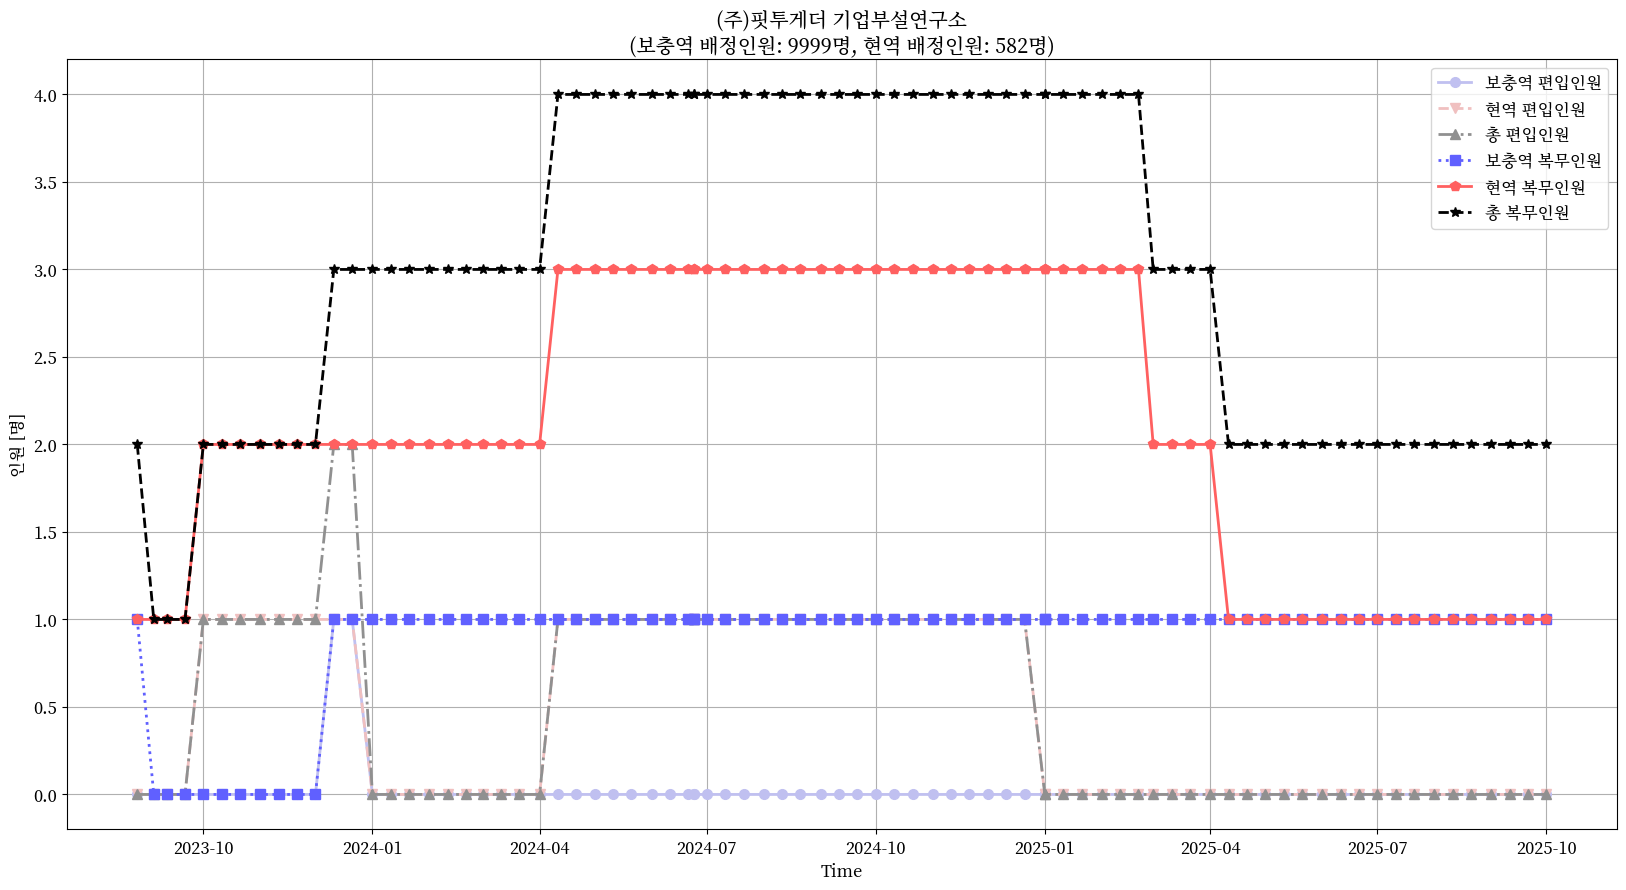 (주)핏투게더 기업부설연구소
(보충역 배정인원: 9999명, 현역 배정인원: 582명)
보충역 편입인원
현역 편입인원
총 편입인원
보충역 복무인원
현역 복무인원
총 복무인원
4.0
3.5
3.0
2.5
2.0
1.5
1.0
0.5
0.0
인원 [명]
2023-10 2024-01 2024-04 2024-07 2024-10 2025-01 2025-04 2025-07 2025-10
Time